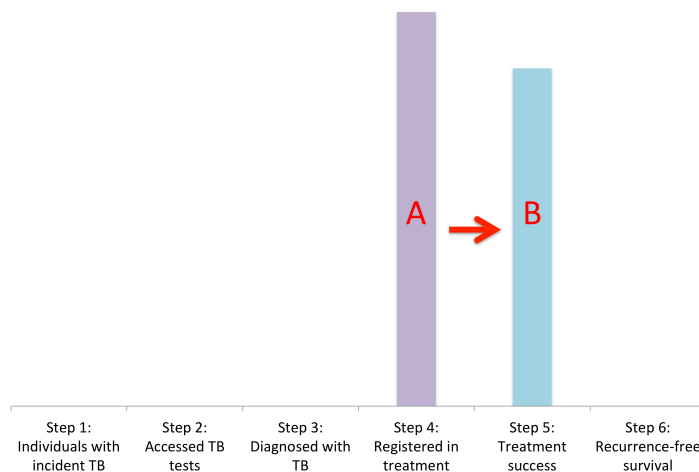 A
B
Step 1:
Individuals with
incident TB
Step 2:
Accessed TB
tests
Step 3:
Diagnosed with
TB
Step 4:
Registered in
treatment
Step 5:
Treatment
success
Step 6:
Recurrence-free
survival